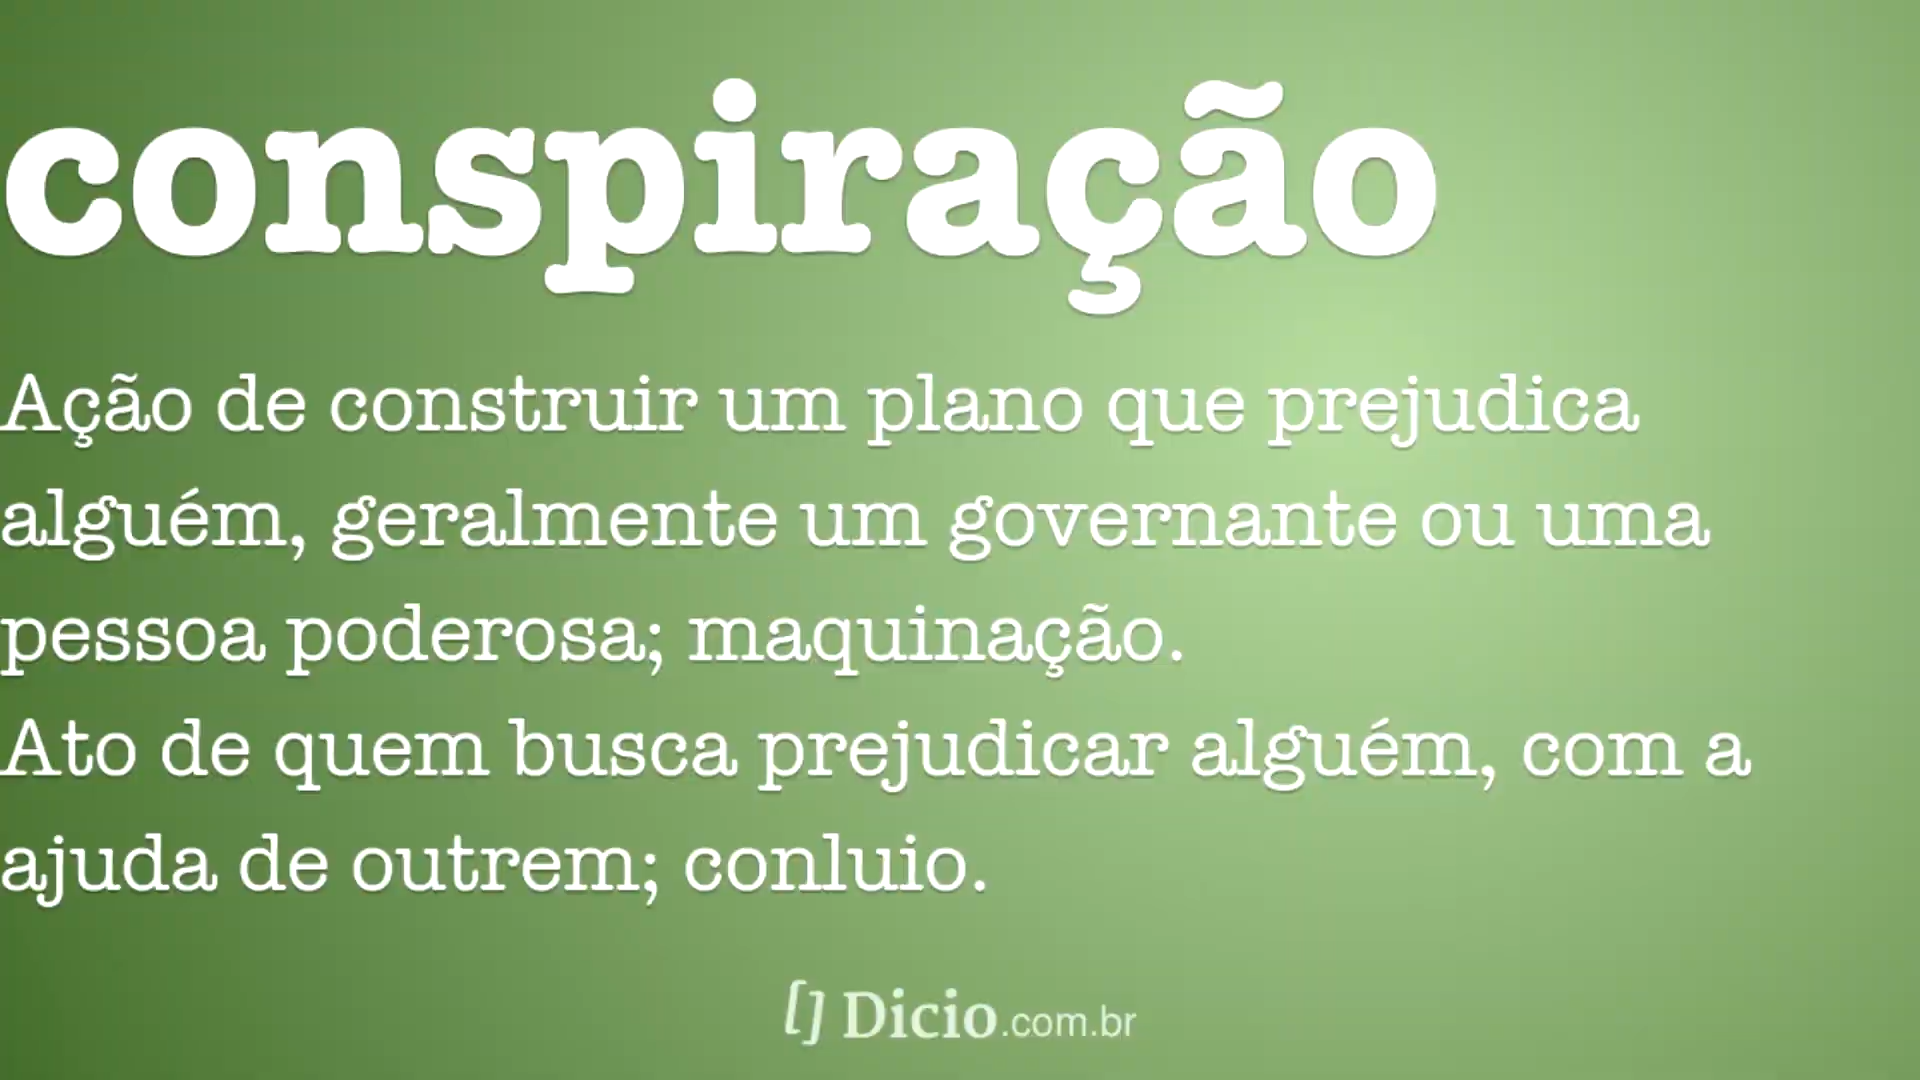 conspiração
Ação de construir um plano que prejudica
alguém, geralmente um governante ou uma
pessoa poderosa; maquinação.
Ato de quem busca prejudicar alguém, com a
ajuda de outrem; conluio.
[] Dicio.com.br